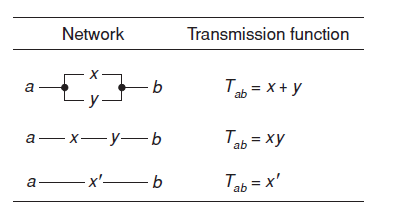 Network Transmission function
a x y b T_ab = x + y
a x y b T_ab = xy
a x' b T_ab = x'